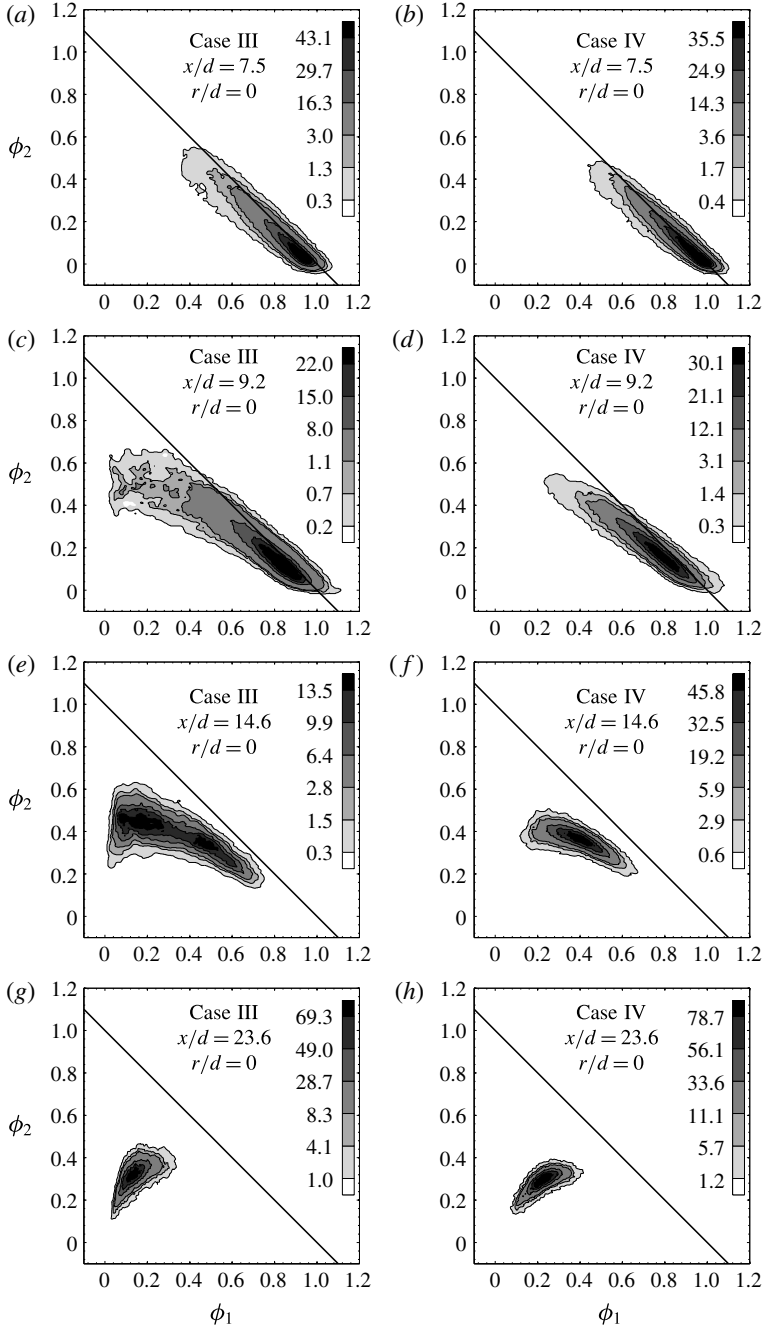 (a)
1.2
1.0
0.8
0.6
0.4
0.2
0
ϕ2
Case III
x/d = 7.5
r/d = 0
43.1
29.7
16.3
3.0
1.3
0.3
0 0.2 0.4 0.6 0.8 1.0 1.2
(b)
1.2
1.0
0.8
0.6
0.4
0.2
0
Case IV
x/d = 7.5
r/d = 0
35.5
24.9
14.3
3.6
1.7
0.4
0 0.2 0.4 0.6 0.8 1.0 1.2
(c)
1.2
1.0
0.8
0.6
0.4
0.2
0
ϕ2
Case III
x/d = 9.2
r/d = 0
22.0
15.0
8.0
1.1
0.7
0.2
0 0.2 0.4 0.6 0.8 1.0 1.2
(d)
1.2
1.0
0.8
0.6
0.4
0.2
0
Case IV
x/d = 9.2
r/d = 0
30.1
21.1
12.1
3.1
1.4
0.3
0 0.2 0.4 0.6 0.8 1.0 1.2
(e)
1.2
1.0
0.8
0.6
0.4
0.2
0
ϕ2
Case III
x/d = 14.6
r/d = 0
13.5
9.9
6.4
2.8
1.5
0.3
0 0.2 0.4 0.6 0.8 1.0 1.2
(f)
1.2
1.0
0.8
0.6
0.4
0.2
0
Case IV
x/d = 14.6
r/d = 0
45.8
32.5
19.2
5.9
2.9
0.6
0 0.2 0.4 0.6 0.8 1.0 1.2
(g)
1.2
1.0
0.8
0.6
0.4
0.2
0
ϕ2
Case III
x/d = 23.6
r/d = 0
69.3
49.0
28.7
8.3
4.1
1.0
0 0.2 0.4 0.6 0.8 1.0 1.2
ϕ1
(h)
1.2
1.0
0.8
0.6
0.4
0.2
0
Case IV
x/d = 23.6
r/d = 0
78.7
56.1
33.6
11.1
5.7
1.2
0 0.2 0.4 0.6 0.8 1.0 1.2
ϕ1